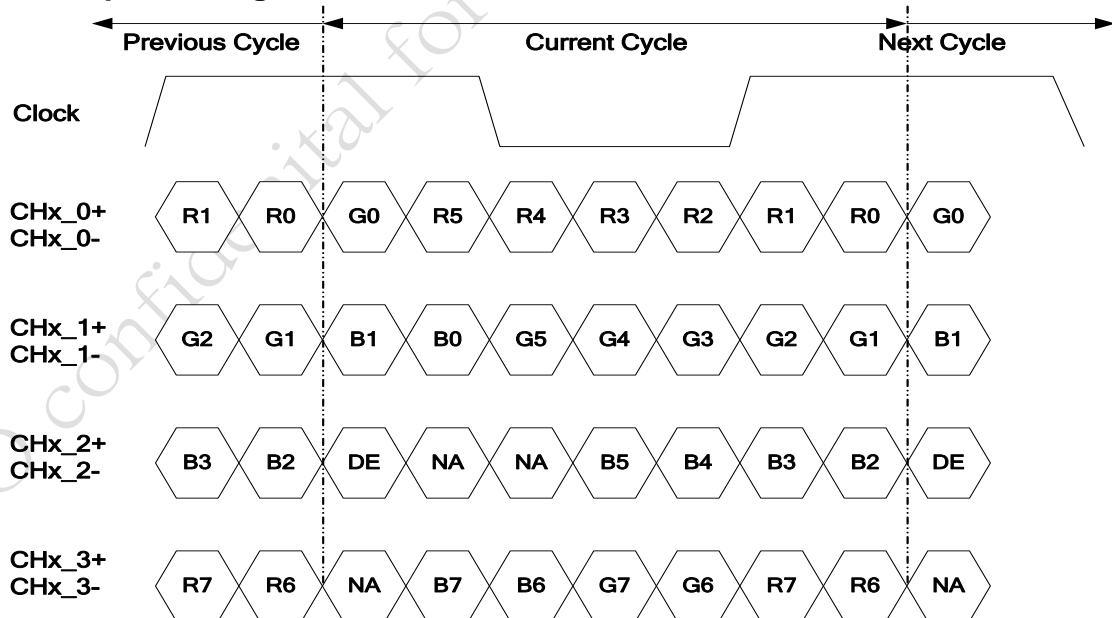 Previous Cycle Current Cycle Next Cycle
Clock
CHx_0+
CHx_0-
R1 R0 G0 R5 R4 R3 R2 R1 R0 G0
CHx_1+
CHx_1-
G2 G1 B1 B0 G5 G4 G3 G2 G1 B1
CHx_2+
CHx_2-
B3 B2 DE NA NA B5 B4 B3 B2 DE
CHx_3+
CHx_3-
R7 R6 NA B7 B6 G7 G6 R7 R6 NA
confidential for